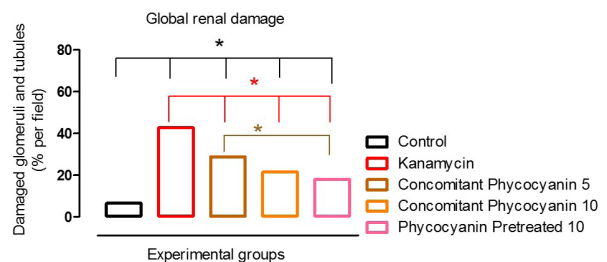 Global renal damage
Damaged glomeruli and tubules
(% per field)
80
60
40
20
0
*
*
*
Control
Kanamycin
Concomitant Phycocyanin 5
Concomitant Phycocyanin 10
Phycocyanin Pretreated 10
Experimental groups